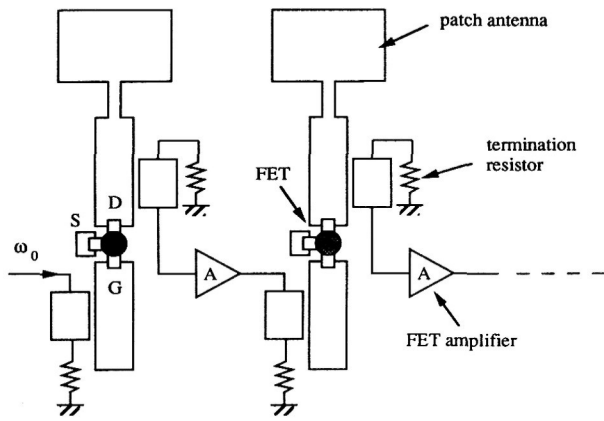 patch antenna
termination
resistor
FET
D
S
ω₀
G
A
A
FET amplifier